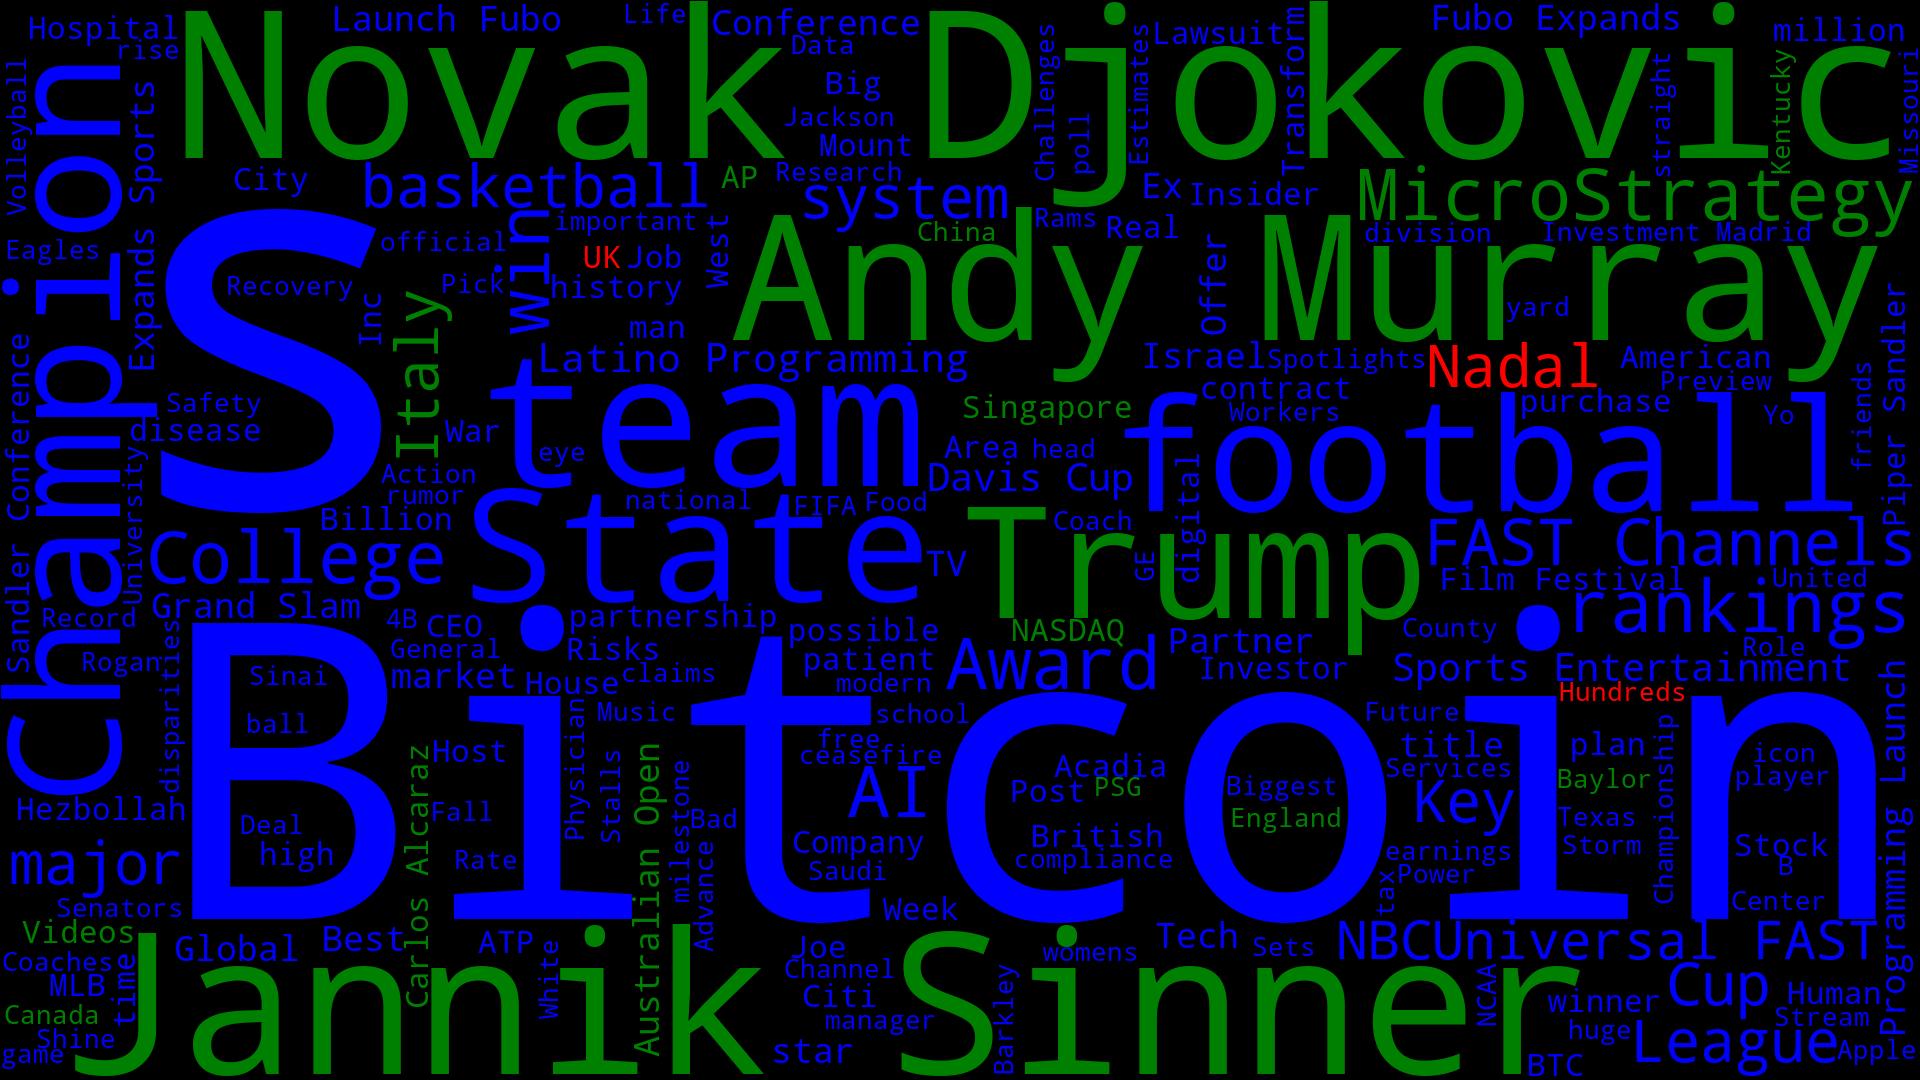 Hospital
rise
Launch Fubo
Life
Conference
Data
Big
Jackson
Mount
Research
Novak Djokovic
Challenges
poll
Estimates
Lawsuit
Transform
Fubo Expands
million
straight
Kentucky
Missouri
Volleyball
Champion
Expands Sports
City
basketball
AP
system
Ex
Insider
MicroStrategy
Eagles
S
official
important
win
West
China
Rams
Real
division
Investment
Madrid
Recovery
Pick
UK
Job
history
man
Inc
Italy
Andy Murray
Offer
yard
Piper Sandler
Latino Programming
Israel
Spotlights
Nadal
American
Preview
contract
Workers
purchase
Yo
friends
Safety
disease
War
team
eye
Singapore
football
Area
head
Davis Cup
digital
Action
rumor
national
FIFA
Food
Billion
Sandler Conference
University
College
State
TV
Trump
Coach
GE
FAST Channels
Film Festival
United
rankings
Grand Slam
4B
CEO
partnership
Record
General
Risks
possible
NASDAQ
Partner
County
Role
Rogan
disparities
Sinai
market
House
claims
patient
modern
Award
Investor
Sports Entertainment
Hundreds
Bitcoin
ball
Music
school
Future
free
ceasefire
title
plan
icon
player
Host
Physician
Stalls
Carlos Alcaraz
Australian Open
milestone
AI
Acadia
Post
PSG
Biggest
England
Services
Key
Baylor
Championship
Programming Launch
Hezbollah
Deal
high
Fall
Bad
Company
British
compliance
Texas
Storm
Stock
B
major
Rate
Advance
Saudi
earnings
Power
tax
Senators
Week
Center
Videos
Global
Best
ATP
Joe
womens
Tech
Sets
NBCUniversal FAST
Coaches
MLB
time
Jannik Sinner
White
Channel
Citi
manager
Barkley
NCAA
winner
Cup
Human
Canada
Shine
game
star
huge
Stream
League
Apple
BTC